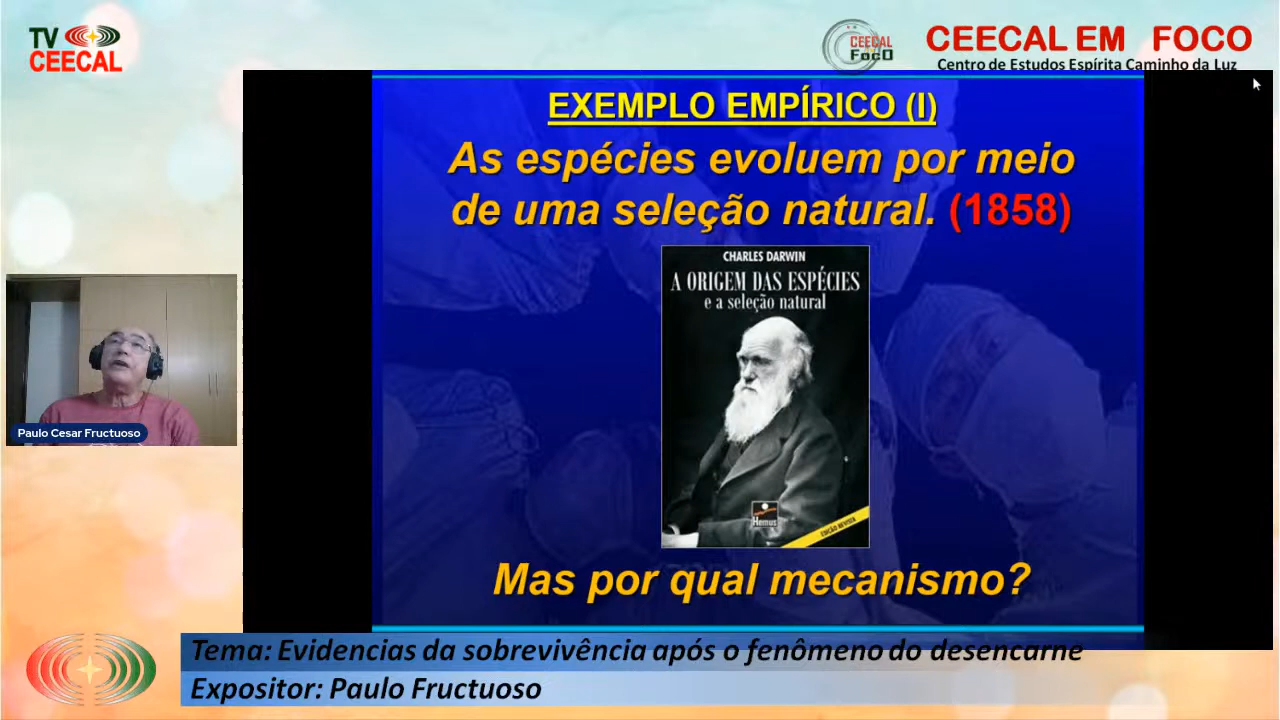 TV
CEECAL
CEECAL
FocO
CEECAL EM FOCO
Centro de Estudos Espírita Caminho da Luz
EXEMPLO EMPÍRICO (I)
As espécies evoluem por meio
de uma seleção natural. (1858)
CHARLES DARWIN
A ORIGEM DAS ESPÉCIES
e a seleção natural
Hemus
EDIÇÃO REVISTA
Mas por qual mecanismo?
Paulo Cesar Fructuoso
Tema: Evidencias da sobrevivência após o fenômeno do desencarne
Expositor: Paulo Fructuoso